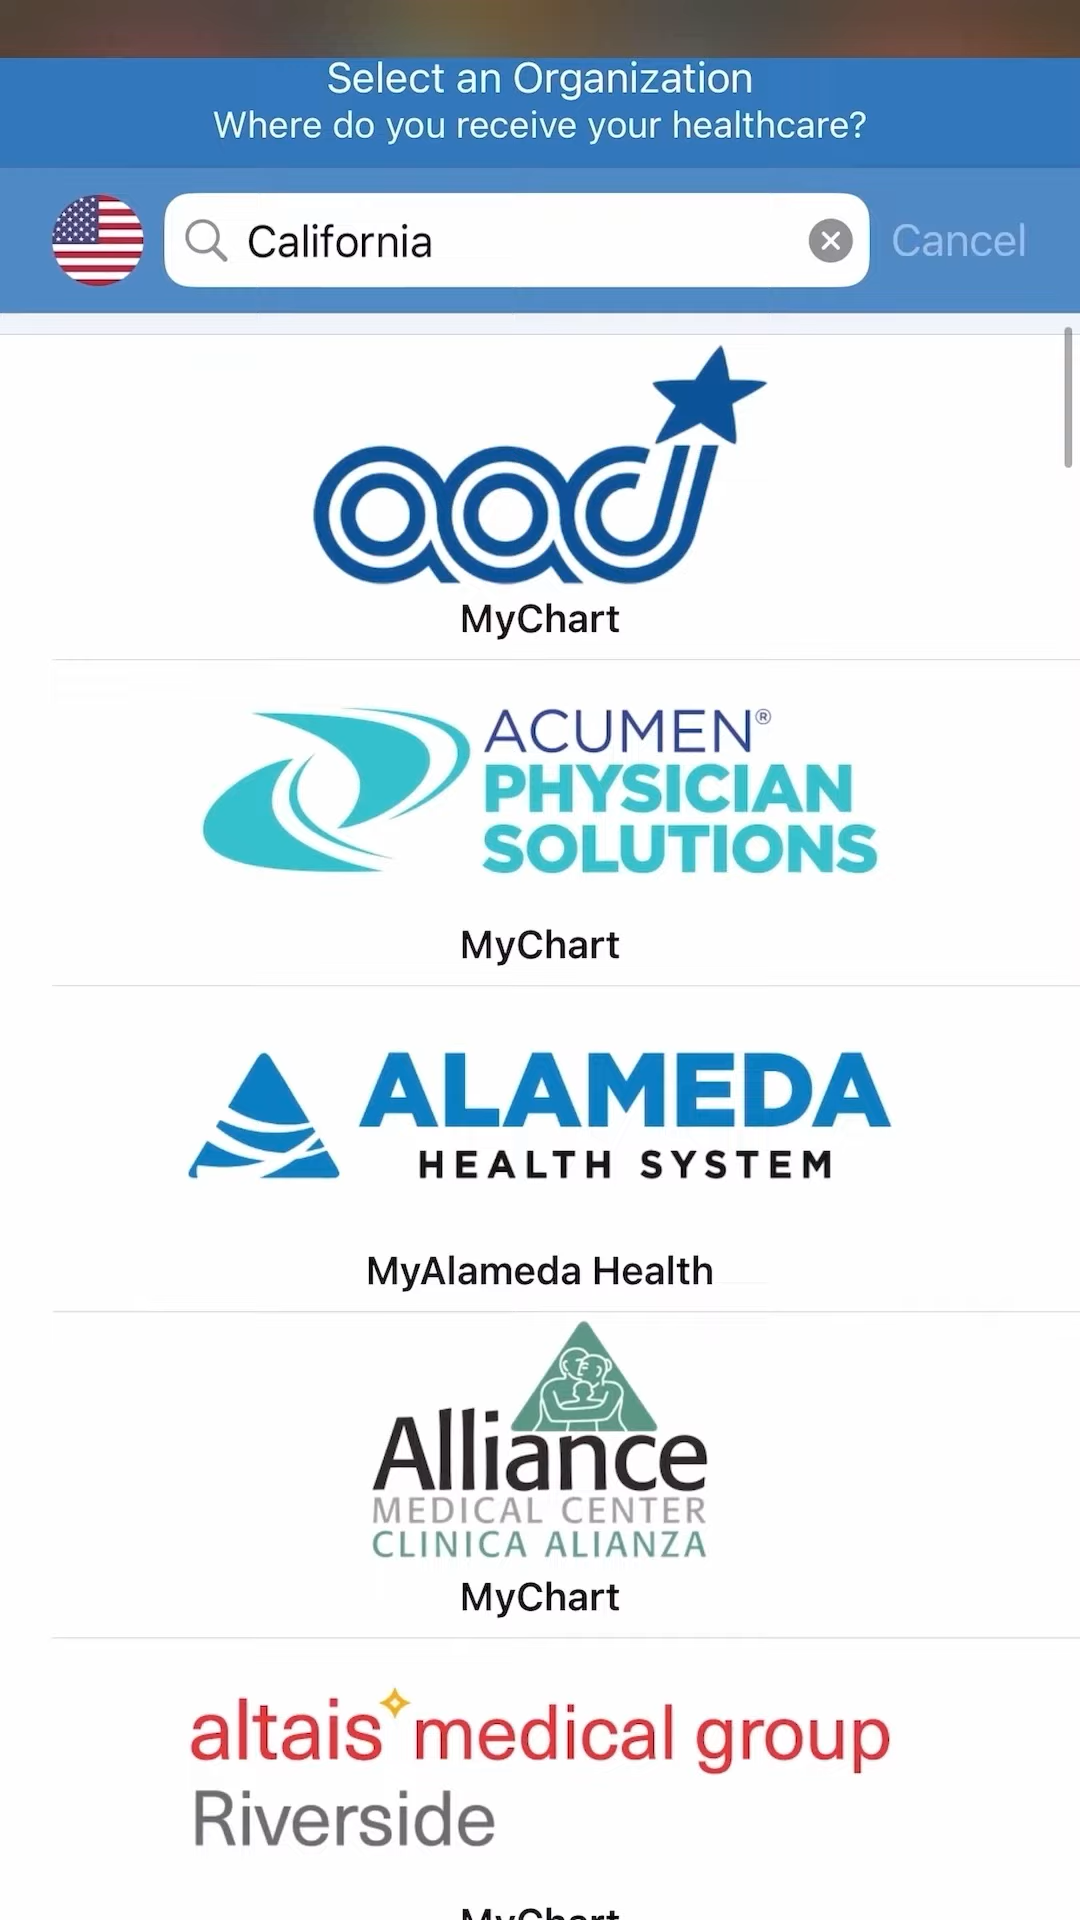 Select an Organization
Where do you receive your healthcare?
California
Cancel
aad
MyChart
ACUMEN®
PHYSICIAN
SOLUTIONS
MyChart
ALAMEDA
HEALTH SYSTEM
MyAlameda Health
Alliance
MEDICAL CENTER
CLINICA ALIANZA
MyChart
altais medical group
Riverside
MyChart